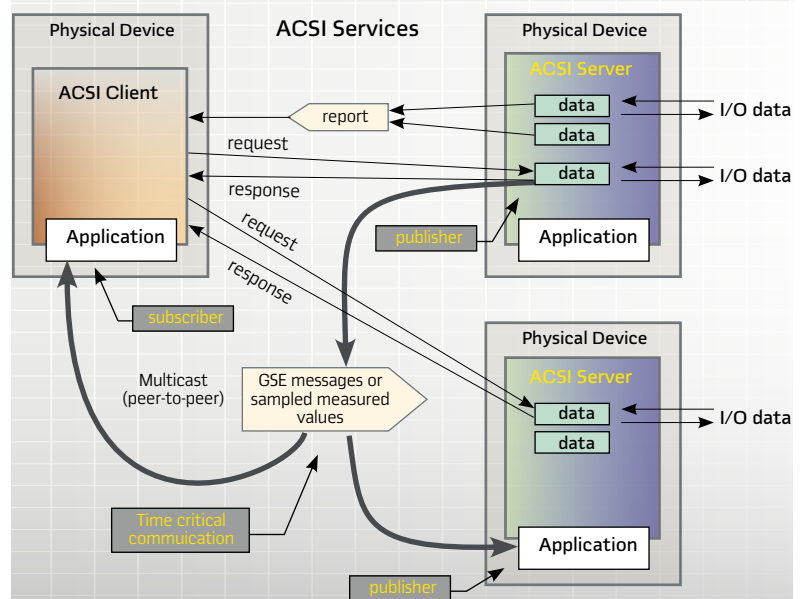 ACSI Services
Physical Device
ACSI Client
Application
subscriber
report
request
response
request
response
Physical Device
ACSI Server
data
data
data
I/O data
I/O data
publisher
Application
Multicast
(peer-to-peer)
GSE messages or
sampled measured
values
Time critical
commuication
Physical Device
ACSI Server
data
data
I/O data
Application
publisher